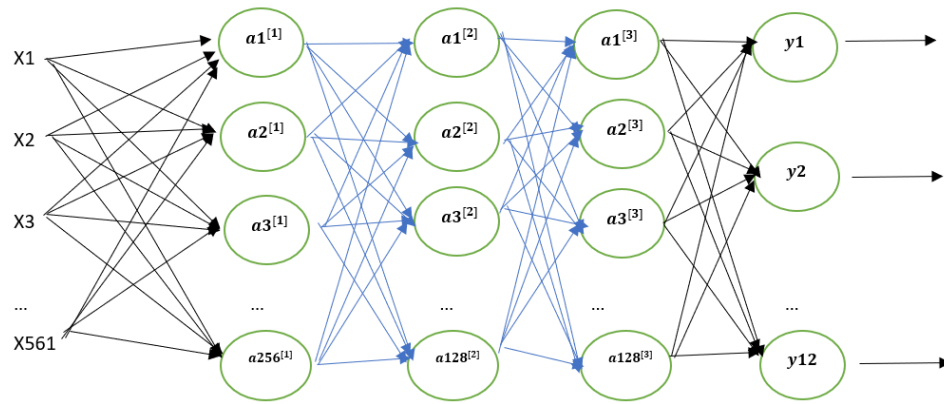 X1 a1[1] a1[2] a1[3] y1
X2 a2[1] a2[2] a2[3] y2
X3 a3[1] a3[2] a3[3]
... ... ... ... ...
X561 a256[1] a128[2] a128[3] y12